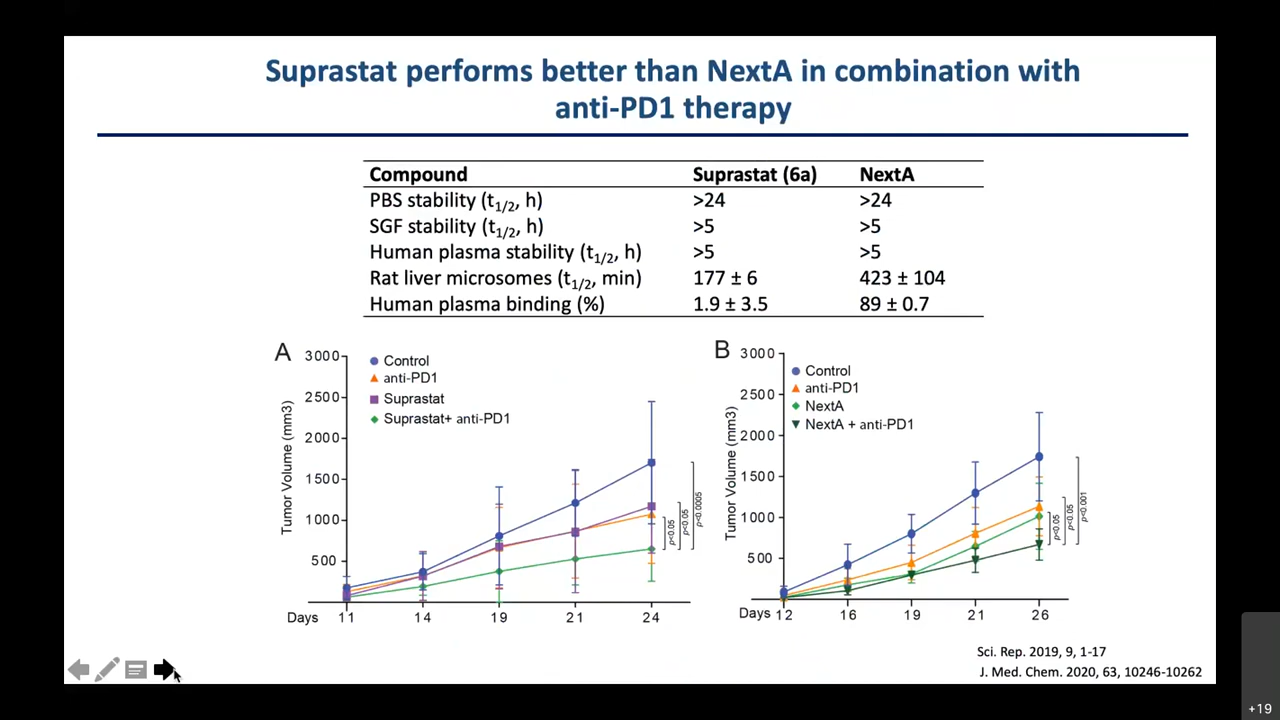 Suprastat performs better than NextA in combination with
anti-PD1 therapy
Compound Suprastat (6a) NextA
PBS stability (t1/2, h) >24 >24
SGF stability (t1/2, h) >5 >5
Human plasma stability (t1/2, h) >5 >5
Rat liver microsomes (t1/2, min) 177 ± 6 423 ± 104
Human plasma binding (%) 1.9 ± 3.5 89 ± 0.7
A
Tumor Volume (mm3)
3000
2500
2000
1500
1000
500
Control
anti-PD1
Suprastat
Suprastat+ anti-PD1
p<0.05
p<0.05
p<0.0005
Days 11 14 19 21 24
B
Tumor Volume (mm3)
3000
2500
2000
1500
1000
500
Control
anti-PD1
NextA
NextA + anti-PD1
p<0.05
p<0.05
p<0.001
Days 12 16 19 21 26
Sci. Rep. 2019, 9, 1-17
J. Med. Chem. 2020, 63, 10246-10262
+19